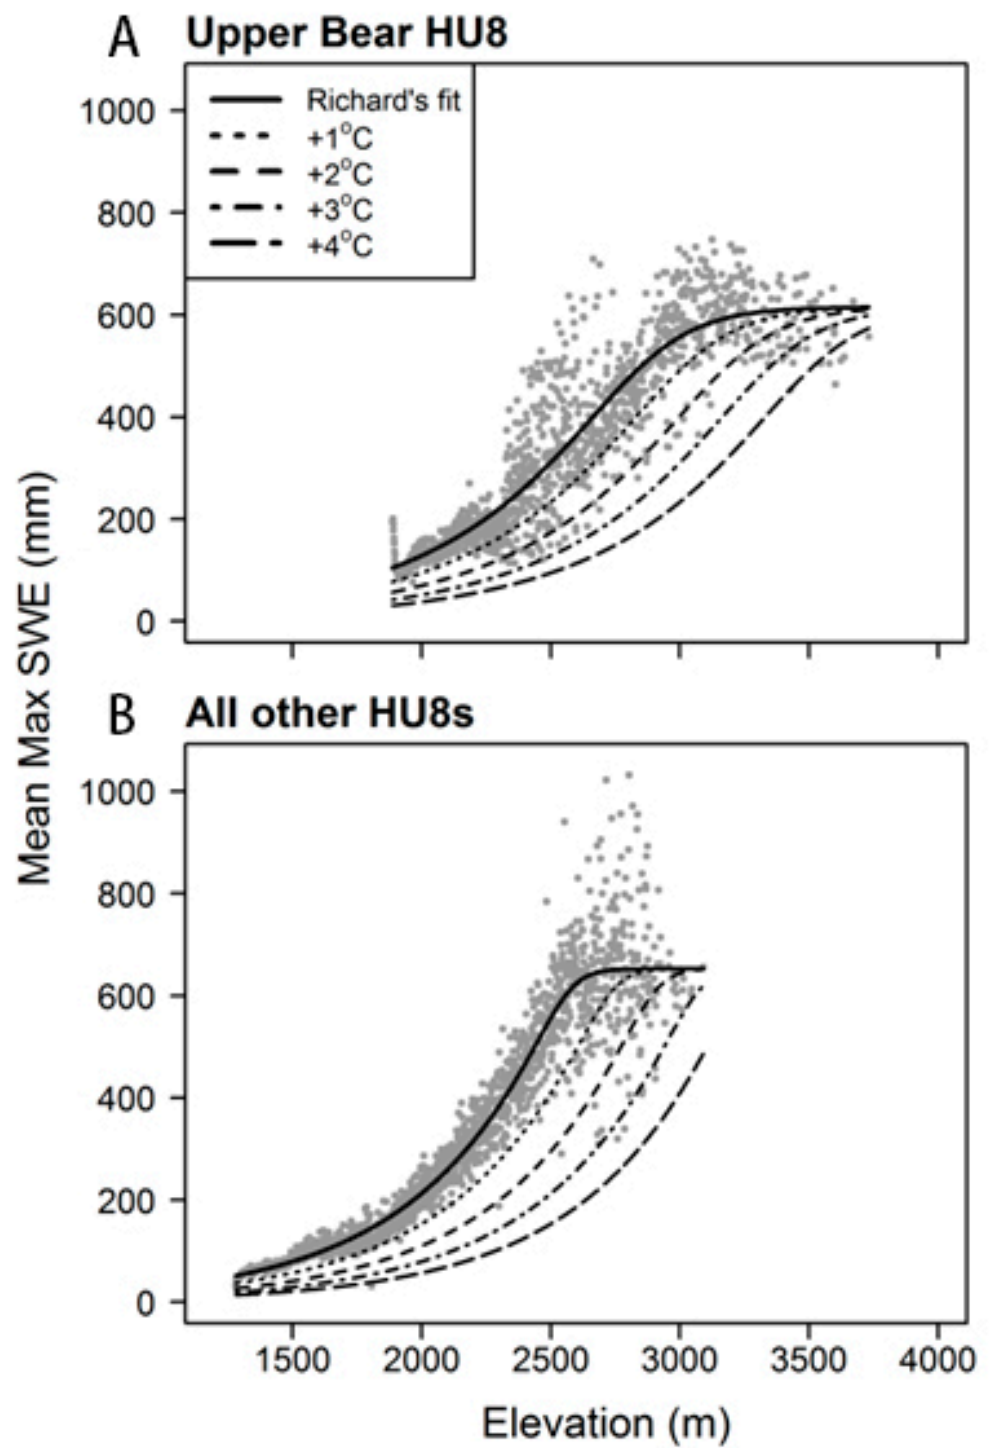 A Upper Bear HU8
Richard's fit
+1°C
+2°C
+3°C
+4°C
1000
800
600
400
200
0
Mean Max SWE (mm)
B All other HU8s
1000
800
600
400
200
0
1500 2000 2500 3000 3500 4000
Elevation (m)